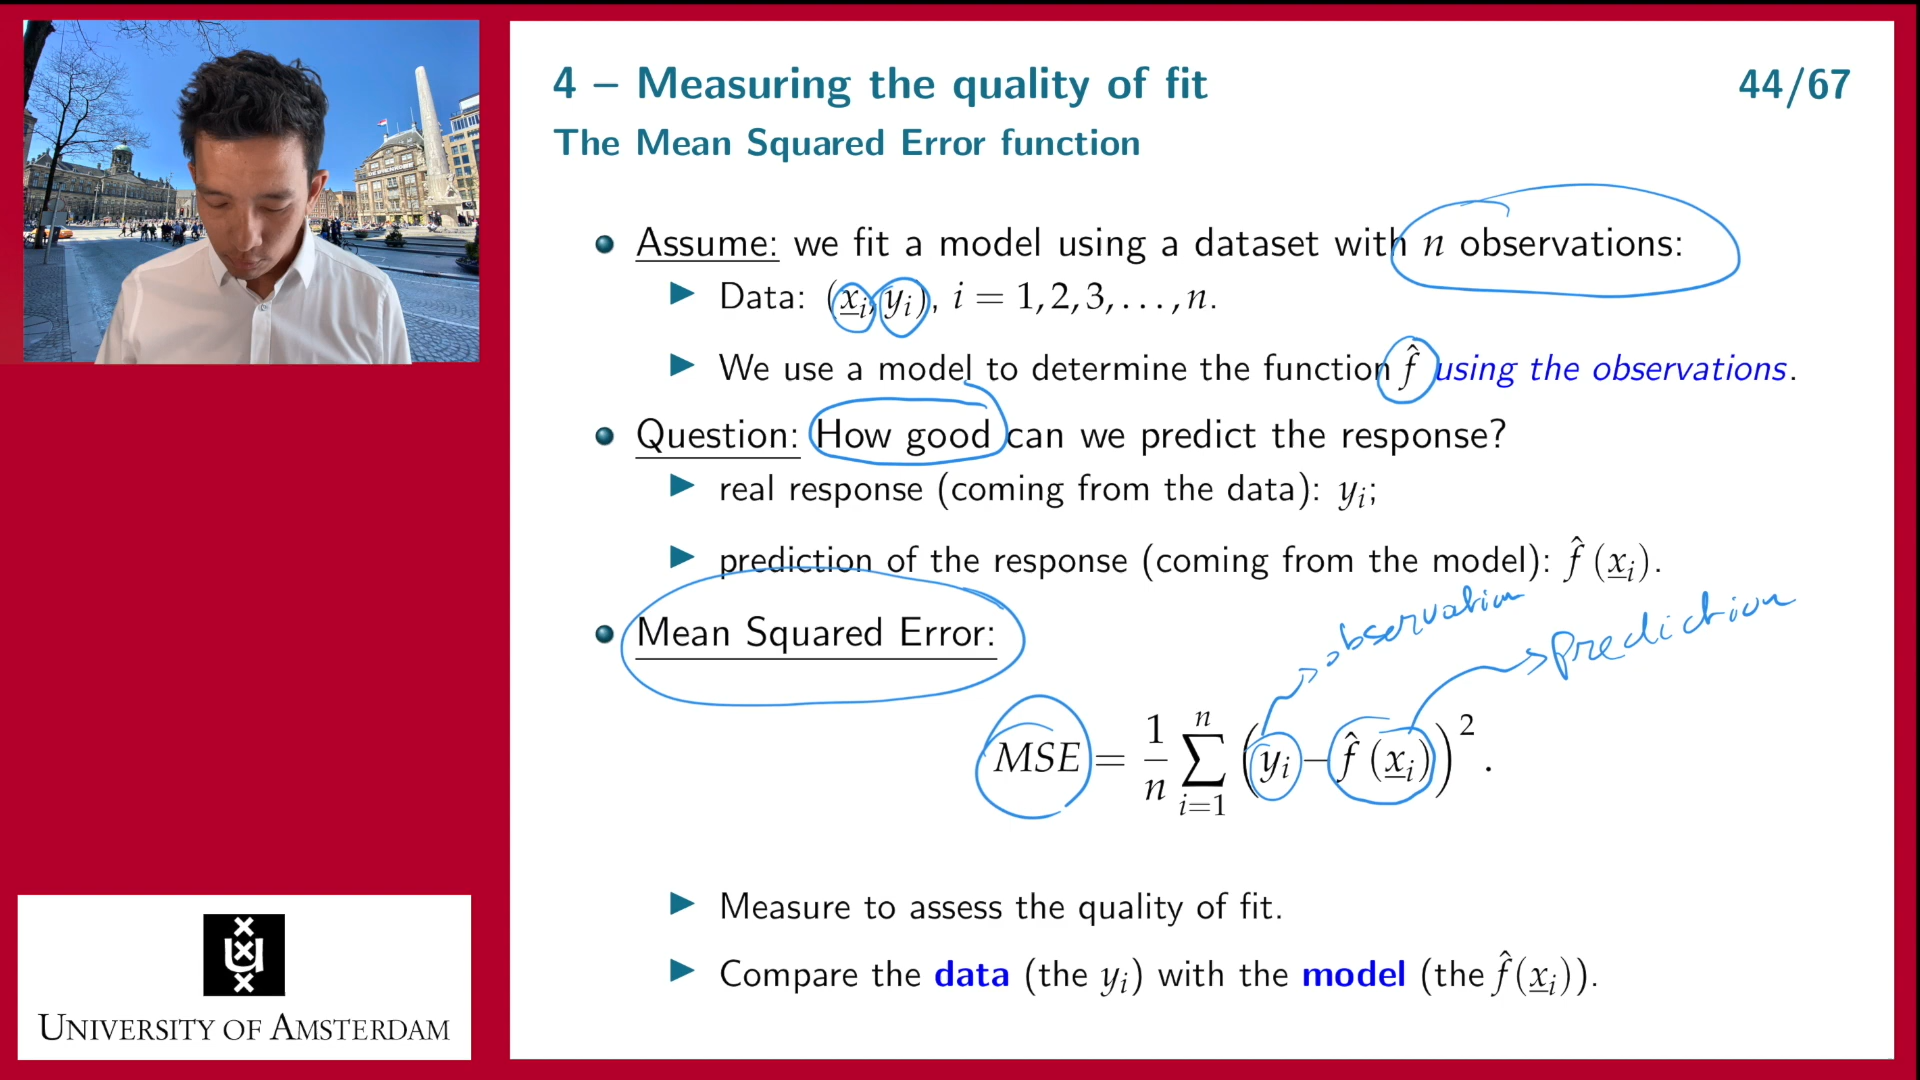 4 – Measuring the quality of fit 44/67
The Mean Squared Error function
Assume: we fit a model using a dataset with n observations:
Data: (x_i, y_i), i = 1, 2, 3, . . . , n.
We use a model to determine the function f̂ using the observations.
Question: How good can we predict the response?
real response (coming from the data): y_i;
prediction of the response (coming from the model): f̂ (x_i).
Mean Squared Error:
observation
prediction
MSE = 1/n ∑_{i=1}^{n} (y_i − f̂ (x_i))^2.
Measure to assess the quality of fit.
Compare the data (the y_i) with the model (the f̂(x_i)).
UNIVERSITY OF AMSTERDAM